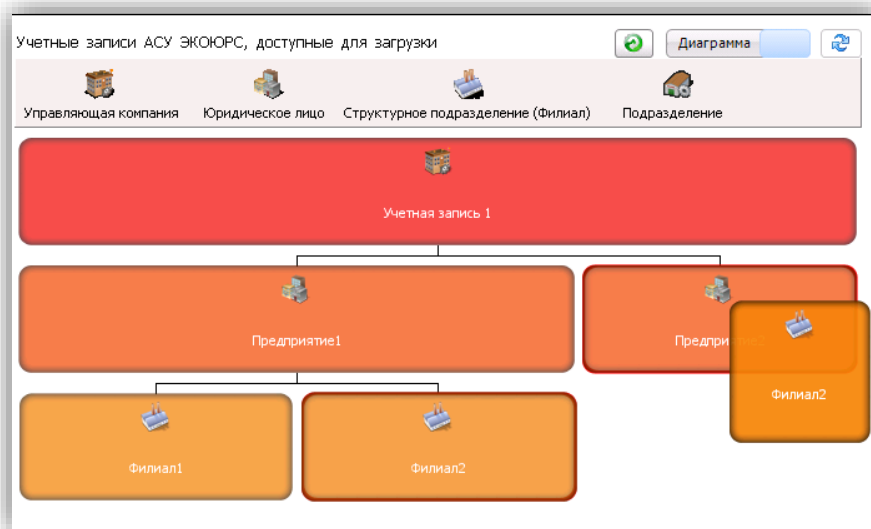 Учетные записи АСУ ЭКОЮРС, доступные для загрузки
Диаграмма
Управляющая компания
Юридическое лицо
Структурное подразделение (Филиал)
Подразделение
Учетная запись 1
Предприятие1
Предприятие2
Филиал2
Филиал1
Филиал2